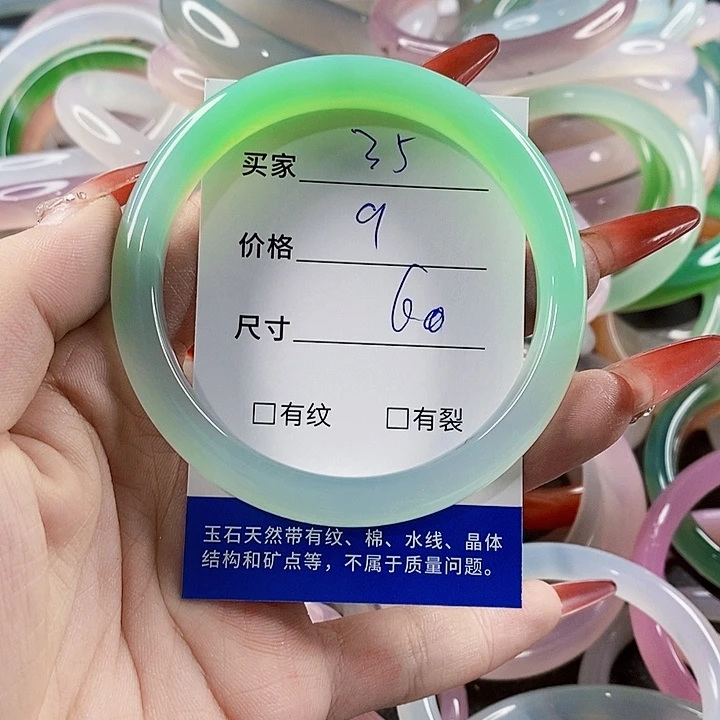 买家 35
价格 9
尺寸 60
□有纹 □有裂
玉石天然带有纹、棉、水线、晶体
结构和矿点等，不属于质量问题。